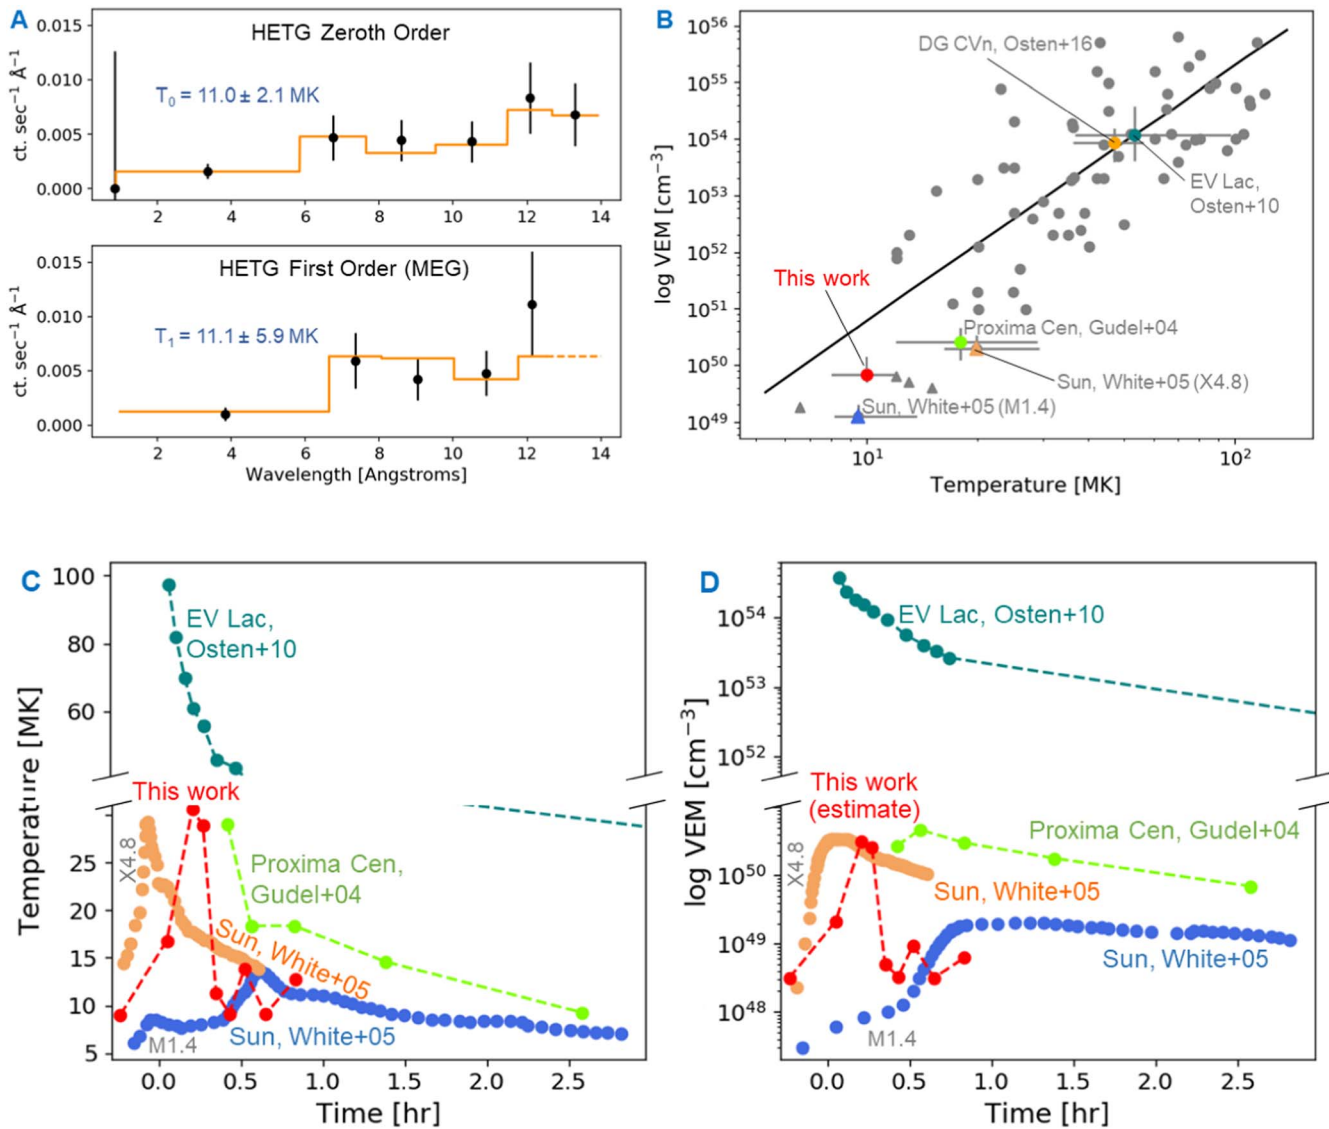 A
HETG Zeroth Order
T₀ = 11.0 ± 2.1 MK
ct. sec⁻¹ Å⁻¹
0.015
0.010
0.005
0.000
2 4 6 8 10 12 14
HETG First Order (MEG)
T₁ = 11.1 ± 5.9 MK
ct. sec⁻¹ Å⁻¹
0.015
0.010
0.005
0.000
2 4 6 8 10 12 14
Wavelength [Angstroms]
B
log VEM [cm⁻³]
10⁵⁶
10⁵⁵
10⁵⁴
10⁵³
10⁵²
10⁵¹
10⁵⁰
10⁴⁹
DG CVn, Osten+16
EV Lac,
Osten+10
This work
Proxima Cen, Gudel+04
Sun, White+05 (X4.8)
Sun, White+05 (M1.4)
10¹ 10²
Temperature [MK]
C
Temperature [MK]
100
80
60
25
20
15
10
5
EV Lac,
Osten+10
This work
X4.8
Proxima Cen,
Gudel+04
Sun, White+05
Sun, White+05
M1.4
0.0 0.5 1.0 1.5 2.0 2.5
Time [hr]
D
log VEM [cm⁻³]
10⁵⁴
10⁵³
10⁵²
10⁵⁰
10⁴⁹
10⁴⁸
EV Lac, Osten+10
This work
(estimate)
Proxima Cen, Gudel+04
X4.8
Sun, White+05
Sun, White+05
M1.4
0.0 0.5 1.0 1.5 2.0 2.5
Time [hr]